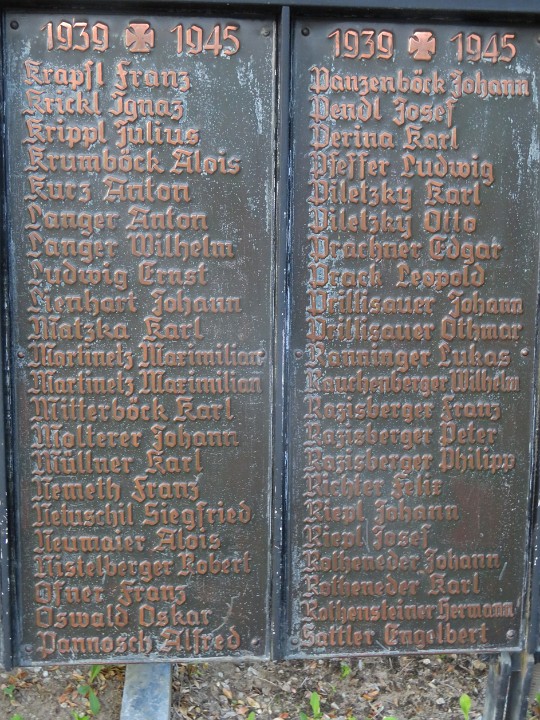 1939 1945
Krapfl Franz
Krickl Ignaz
Krippl Julius
Krumböck Alois
Kurz Anton
Langer Anton
Langer Wilhelm
Ludwig Ernst
Lienhart Johann
Matzka Karl
Martinetz Maximilian
Martinetz Maximilian
Mitterböck Karl
Molterer Johann
Müllner Karl
Nemeth Franz
Netuschil Siegfried
Neumaier Alois
Nistelberger Robert
Ofner Franz
Oswald Oskar
Pannosch Alfred
1939 1945
Panzenböck Johann
Pendl Josef
Perina Karl
Pfeffer Ludwig
Piletzky Karl
Piletzky Otto
Prachner Edgar
Prack Leopold
Prillisauer Johann
Prillisauer Othmar
Ranninger Lukas
Rauchenberger Wilhelm
Razisberger Franz
Razisberger Peter
Razisberger Philipp
Richter Felix
Riepl Johann
Riepl Josef
Rotheneder Johann
Rotheneder Karl
Rothensteiner Hermann
Sattler Engelbert